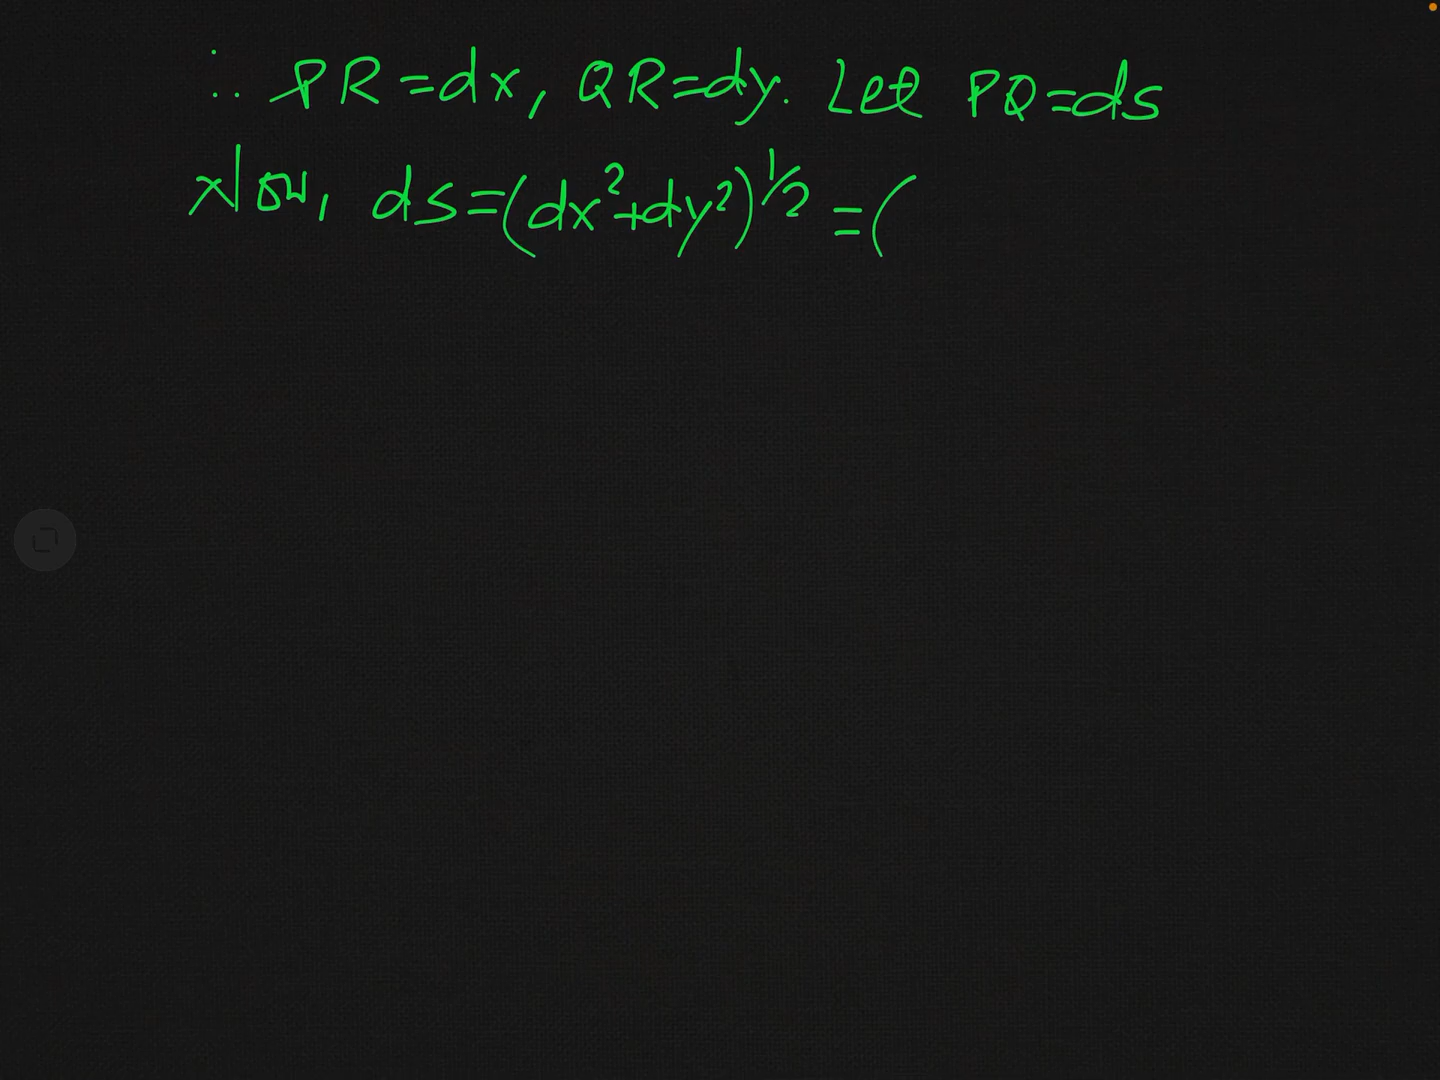 ∴ PR=dx, QR=dy. Let PQ=ds
Now, ds=(dx²+dy²)^1/2 =(